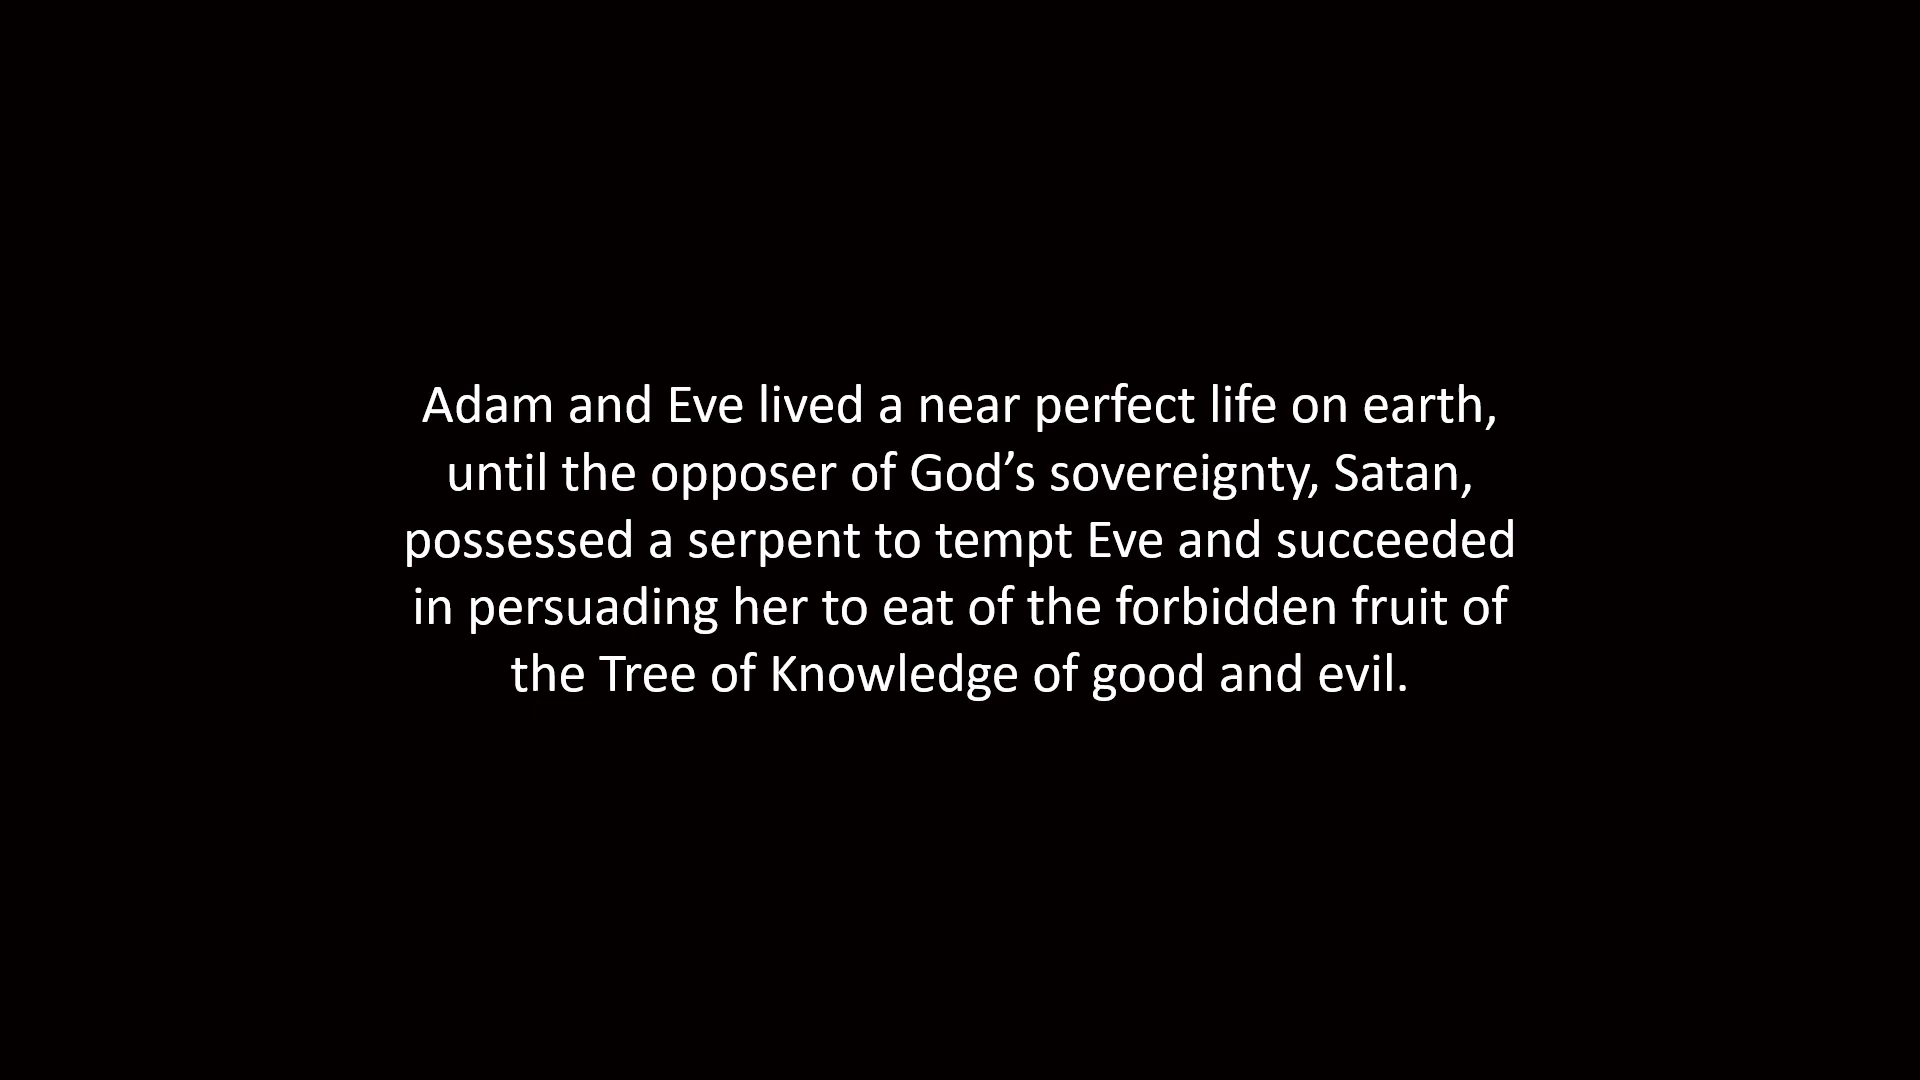 Adam and Eve lived a near perfect life on earth,
until the opposer of God’s sovereignty, Satan,
possessed a serpent to tempt Eve and succeeded
in persuading her to eat of the forbidden fruit of
the Tree of Knowledge of good and evil.